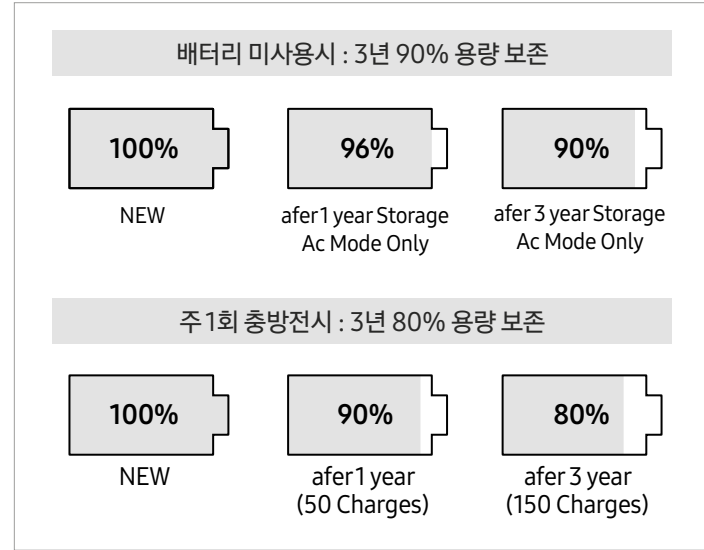 배터리 미사용시 : 3년 90% 용량 보존
100%
96%
90%
NEW
afer 1 year Storage
Ac Mode Only
afer 3 year Storage
Ac Mode Only
주 1회 충방전시 : 3년 80% 용량 보존
100%
90%
80%
NEW
afer 1 year
(50 Charges)
afer 3 year
(150 Charges)